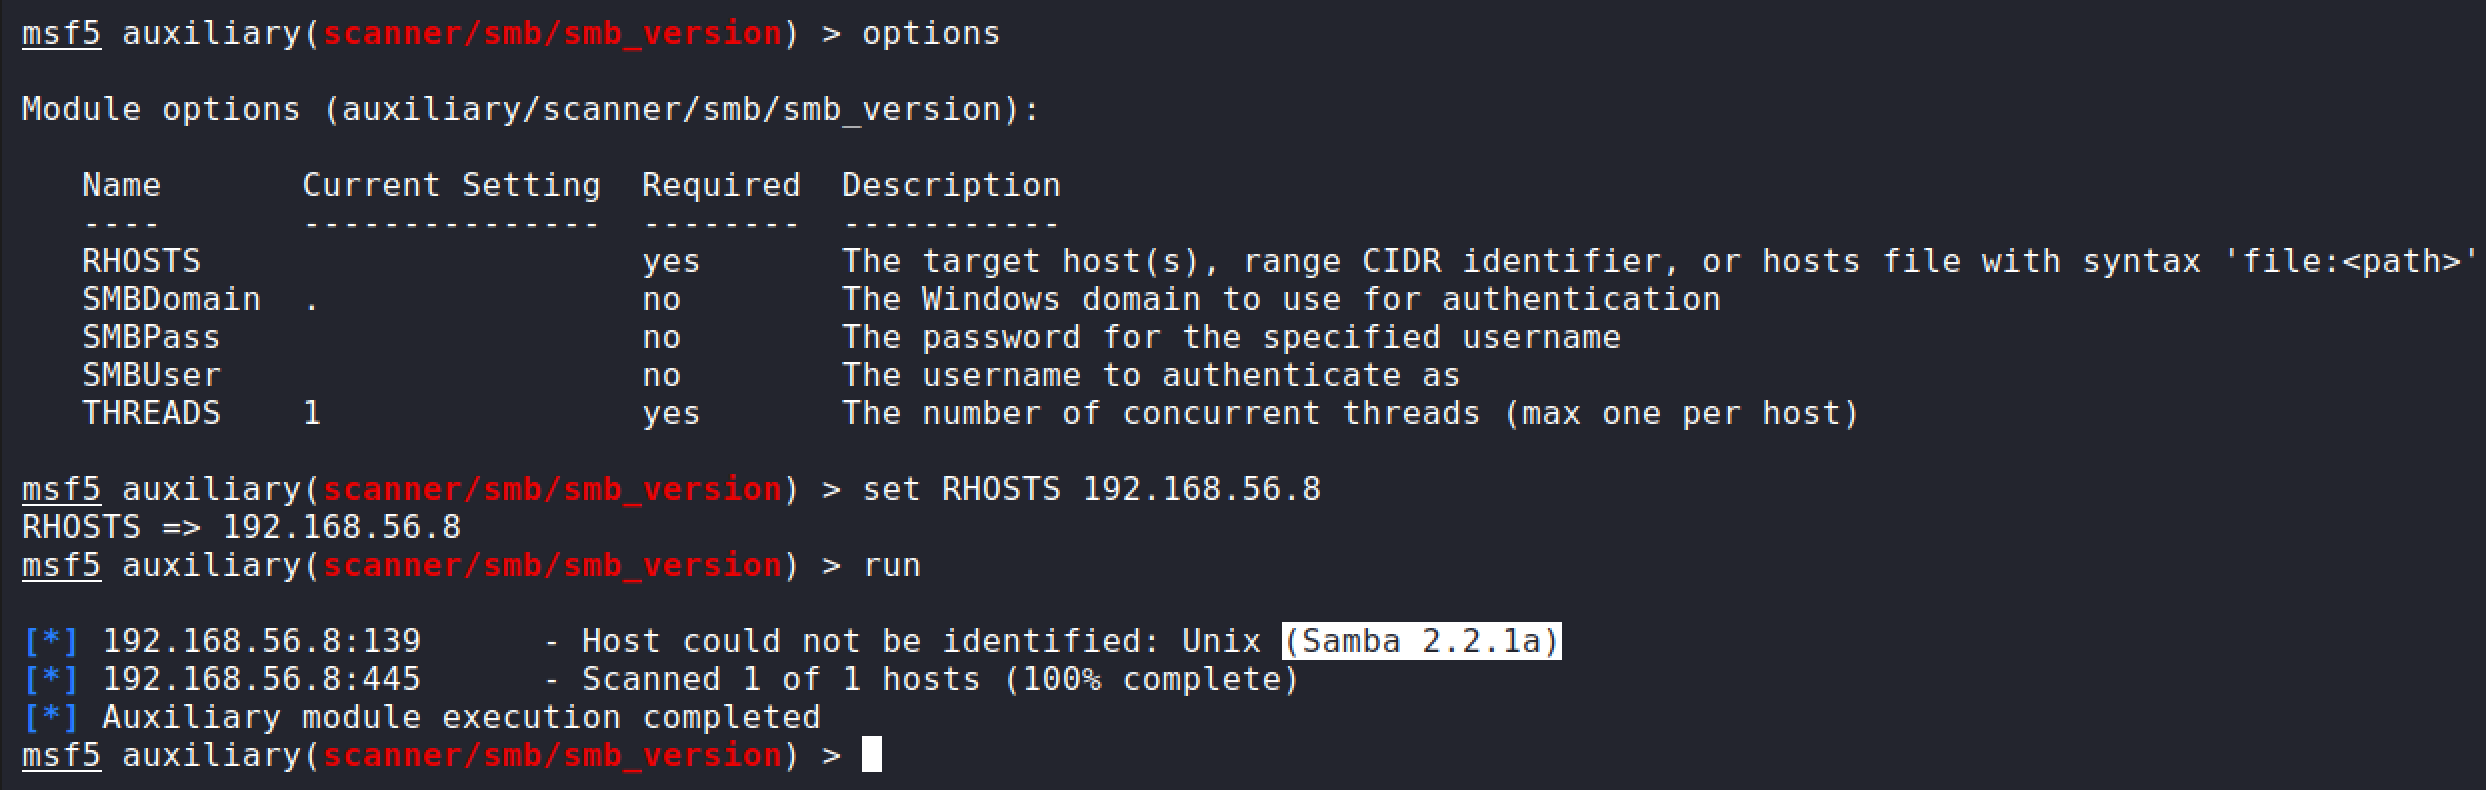 msf5 auxiliary(scanner/smb/smb_version) > options
Module options (auxiliary/scanner/smb/smb_version):
Name Current Setting Required Description
---- --------------- -------- -----------
RHOSTS yes The target host(s), range CIDR identifier, or hosts file with syntax 'file:<path>'
SMBDomain . no The Windows domain to use for authentication
SMBPass no The password for the specified username
SMBUser no The username to authenticate as
THREADS 1 yes The number of concurrent threads (max one per host)
msf5 auxiliary(scanner/smb/smb_version) > set RHOSTS 192.168.56.8
RHOSTS => 192.168.56.8
msf5 auxiliary(scanner/smb/smb_version) > run
[*] 192.168.56.8:139 - Host could not be identified: Unix (Samba 2.2.1a)
[*] 192.168.56.8:445 - Scanned 1 of 1 hosts (100% complete)
[*] Auxiliary module execution completed
msf5 auxiliary(scanner/smb/smb_version) >